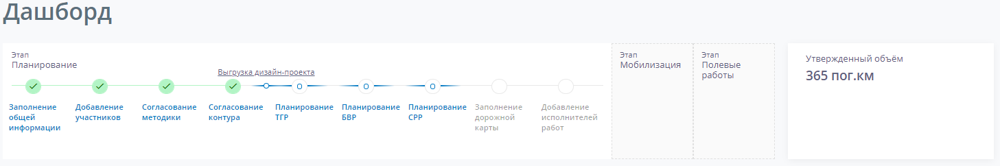 Дашборд
Этап
Планирование
Выгрузка дизайн-проекта
Заполнение
общей
информации
Добавление
участников
Согласование
методики
Согласование
контура
Планирование
ТГР
Планирование
БВР
Планирование
СРР
Заполнение
дорожной
карты
Добавление
исполнителей
работ
Этап
Мобилизация
Этап
Полевые
работы
Утвержденный объём
365 пог.км